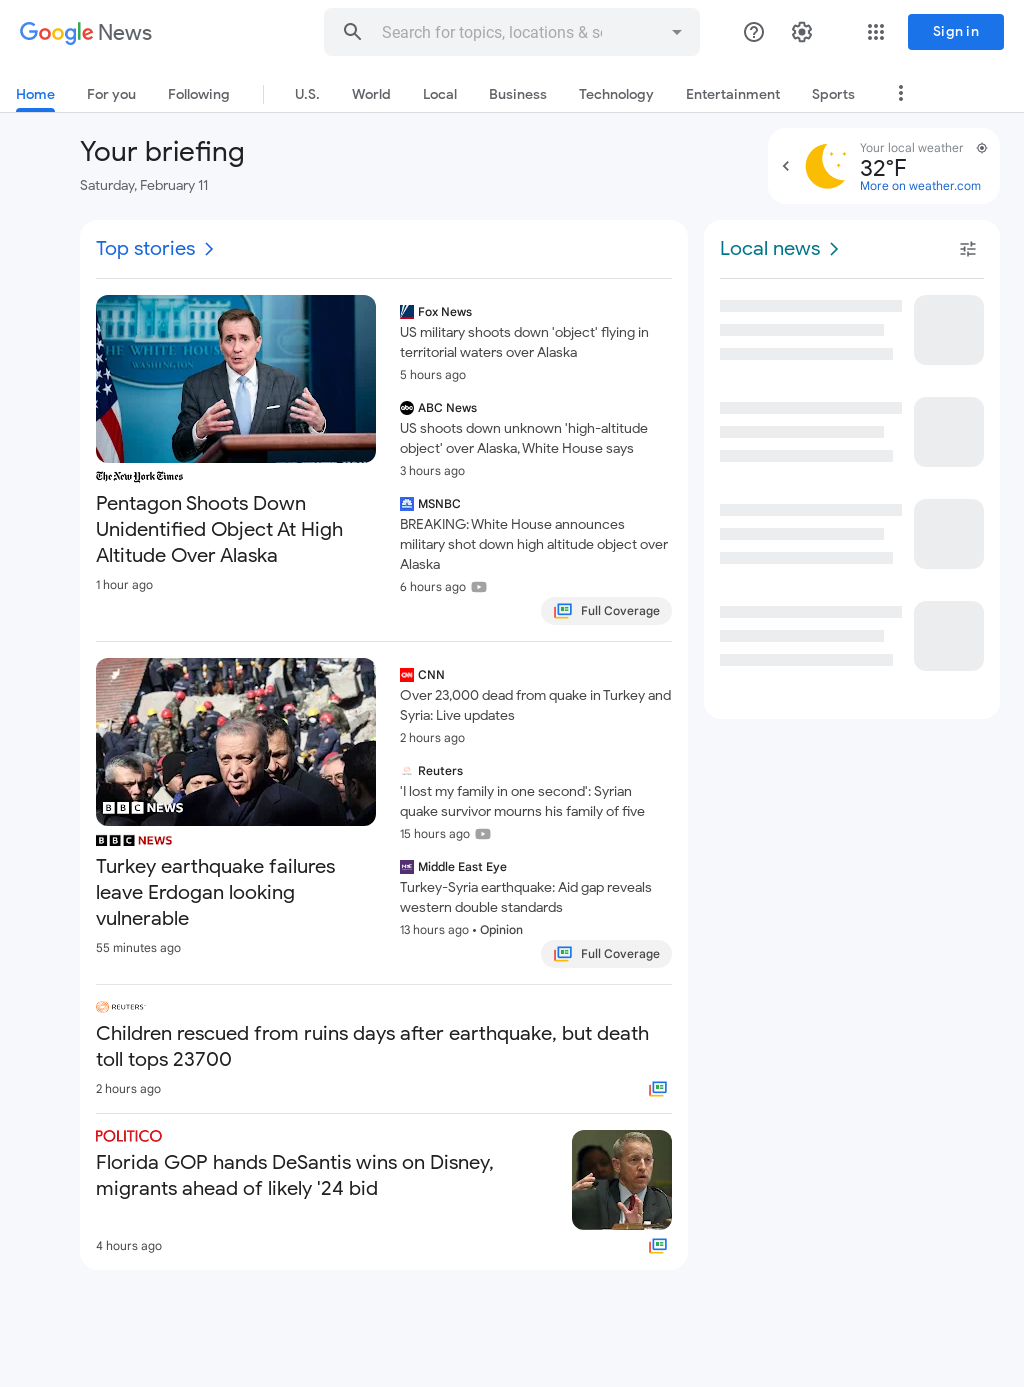 Google News
Search for topics, locations & s
Sign in
Home
For you
Following
U.S.
World
Local
Business
Technology
Entertainment
Sports
Your briefing
Saturday, February 11
Your local weather
32°F
More on weather.com
Top stories
THE WHITE HOUSE
WASHINGTON
The New York Times
Pentagon Shoots Down
Unidentified Object At High
Altitude Over Alaska
1 hour ago
Fox News
US military shoots down 'object' flying in
territorial waters over Alaska
5 hours ago
abc ABC News
US shoots down unknown 'high-altitude
object' over Alaska, White House says
3 hours ago
MSNBC
BREAKING: White House announces
military shot down high altitude object over
Alaska
6 hours ago
Full Coverage
BBC NEWS
BBC NEWS
Turkey earthquake failures
leave Erdogan looking
vulnerable
55 minutes ago
CNN CNN
Over 23,000 dead from quake in Turkey and
Syria: Live updates
2 hours ago
Reuters
'I lost my family in one second': Syrian
quake survivor mourns his family of five
15 hours ago
Middle East Eye
Turkey-Syria earthquake: Aid gap reveals
western double standards
13 hours ago • Opinion
Full Coverage
REUTERS
Children rescued from ruins days after earthquake, but death
toll tops 23700
2 hours ago
POLITICO
Florida GOP hands DeSantis wins on Disney,
migrants ahead of likely '24 bid
4 hours ago
Local news